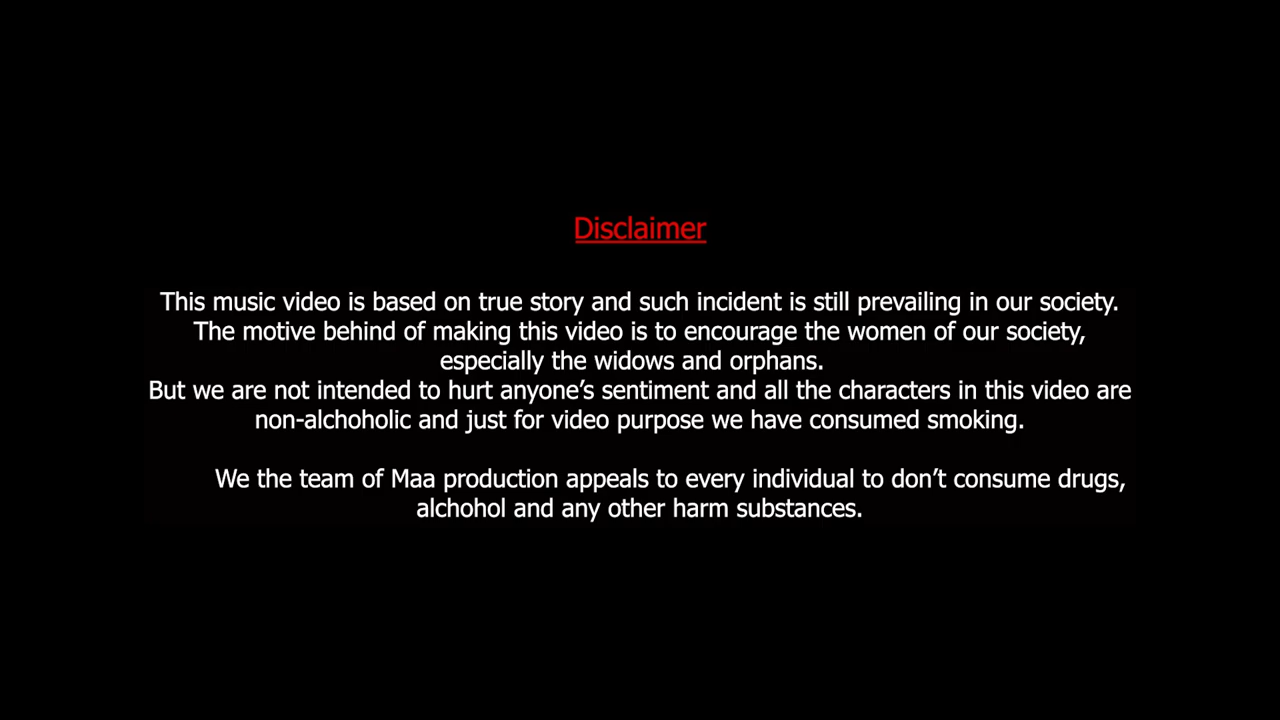 Disclaimer
This music video is based on true story and such incident is still prevailing in our society.
The motive behind of making this video is to encourage the women of our society,
especially the widows and orphans.
But we are not intended to hurt anyone’s sentiment and all the characters in this video are
non-alchoholic and just for video purpose we have consumed smoking.
We the team of Maa production appeals to every individual to don’t consume drugs,
alchohol and any other harm substances.